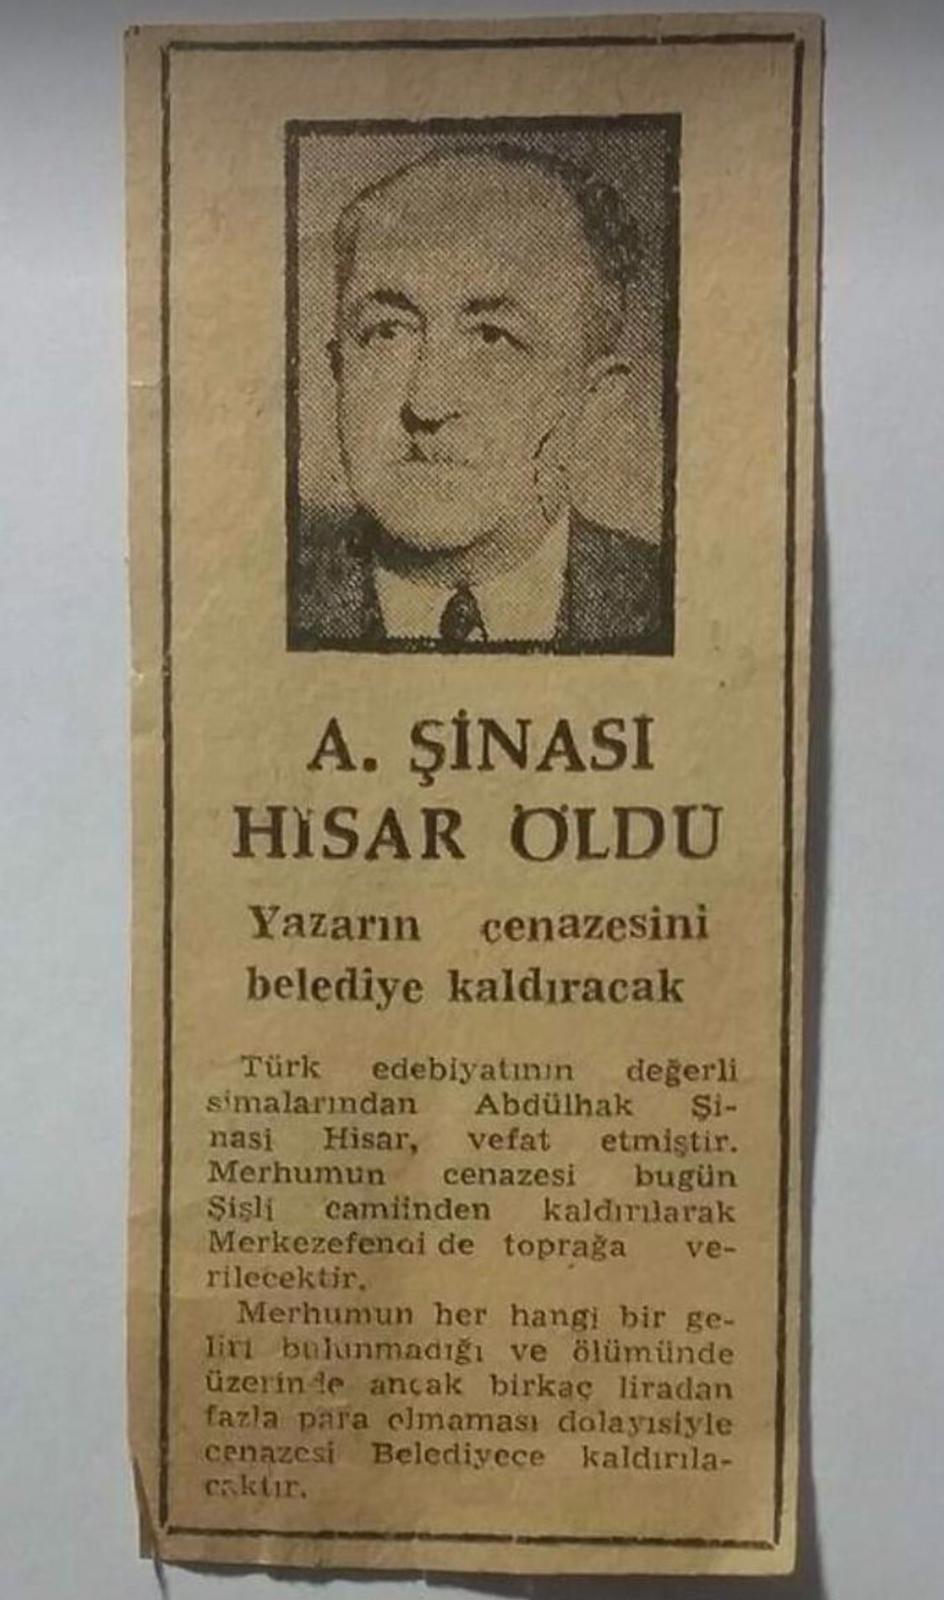 A. ŞİNASİ
HİSAR ÖLDÜ
Yazarın cenazesini
belediye kaldıracak
Türk edebiyatının değerli
simalarından Abdülhak Şi-
nasi Hisar, vefat etmiştir.
Merhumun cenazesi bugün
Şişli camiinden kaldırılarak
Merkezefendi de toprağa ve-
rilecektir.
Merhumun her hangi bir ge-
liri bulunmadığı ve ölümünde
üzerinde ancak birkaç liradan
fazla para olmaması dolayısiyle
cenazesi Belediyece kaldırıla-
caktır.